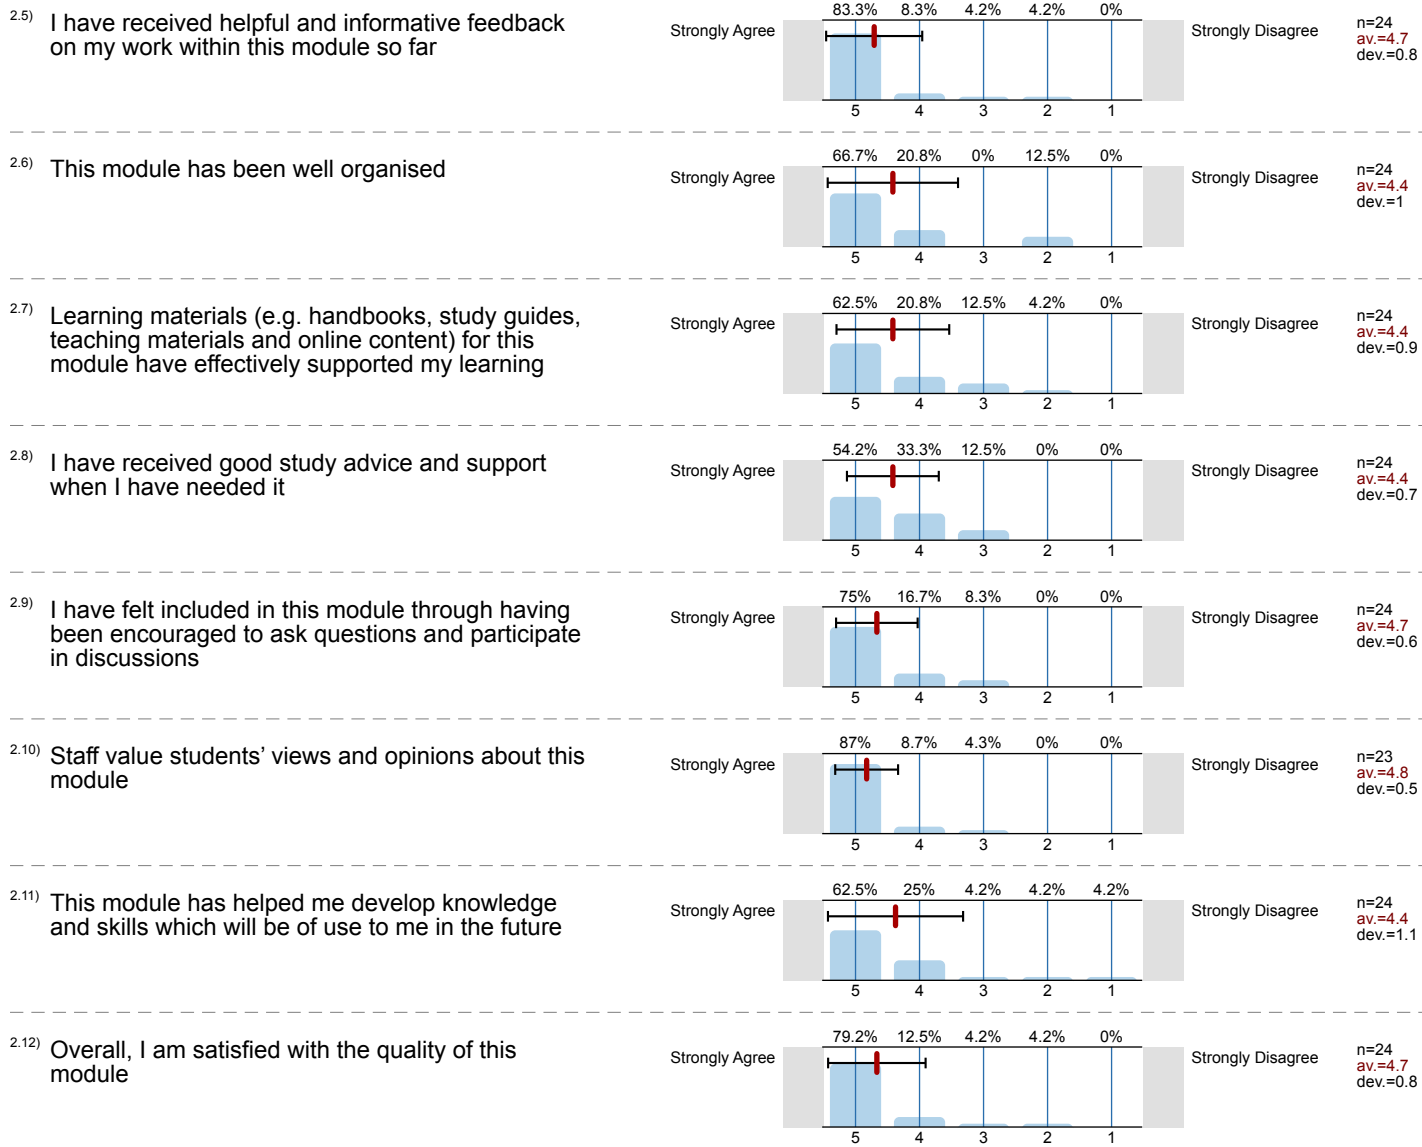 2.5) I have received helpful and informative feedback
on my work within this module so far
Strongly Agree
83.3% 8.3% 4.2% 4.2% 0%
5 4 3 2 1
Strongly Disagree
n=24
av.=4.7
dev.=0.8
2.6) This module has been well organised
Strongly Agree
66.7% 20.8% 0% 12.5% 0%
5 4 3 2 1
Strongly Disagree
n=24
av.=4.4
dev.=1
2.7) Learning materials (e.g. handbooks, study guides,
teaching materials and online content) for this
module have effectively supported my learning
Strongly Agree
62.5% 20.8% 12.5% 4.2% 0%
5 4 3 2 1
Strongly Disagree
n=24
av.=4.4
dev.=0.9
2.8) I have received good study advice and support
when I have needed it
Strongly Agree
54.2% 33.3% 12.5% 0% 0%
5 4 3 2 1
Strongly Disagree
n=24
av.=4.4
dev.=0.7
2.9) I have felt included in this module through having
been encouraged to ask questions and participate
in discussions
Strongly Agree
75% 16.7% 8.3% 0% 0%
5 4 3 2 1
Strongly Disagree
n=24
av.=4.7
dev.=0.6
2.10) Staff value students’ views and opinions about this
module
Strongly Agree
87% 8.7% 4.3% 0% 0%
5 4 3 2 1
Strongly Disagree
n=23
av.=4.8
dev.=0.5
2.11) This module has helped me develop knowledge
and skills which will be of use to me in the future
Strongly Agree
62.5% 25% 4.2% 4.2% 4.2%
5 4 3 2 1
Strongly Disagree
n=24
av.=4.4
dev.=1.1
2.12) Overall, I am satisfied with the quality of this
module
Strongly Agree
79.2% 12.5% 4.2% 4.2% 0%
5 4 3 2 1
Strongly Disagree
n=24
av.=4.7
dev.=0.8